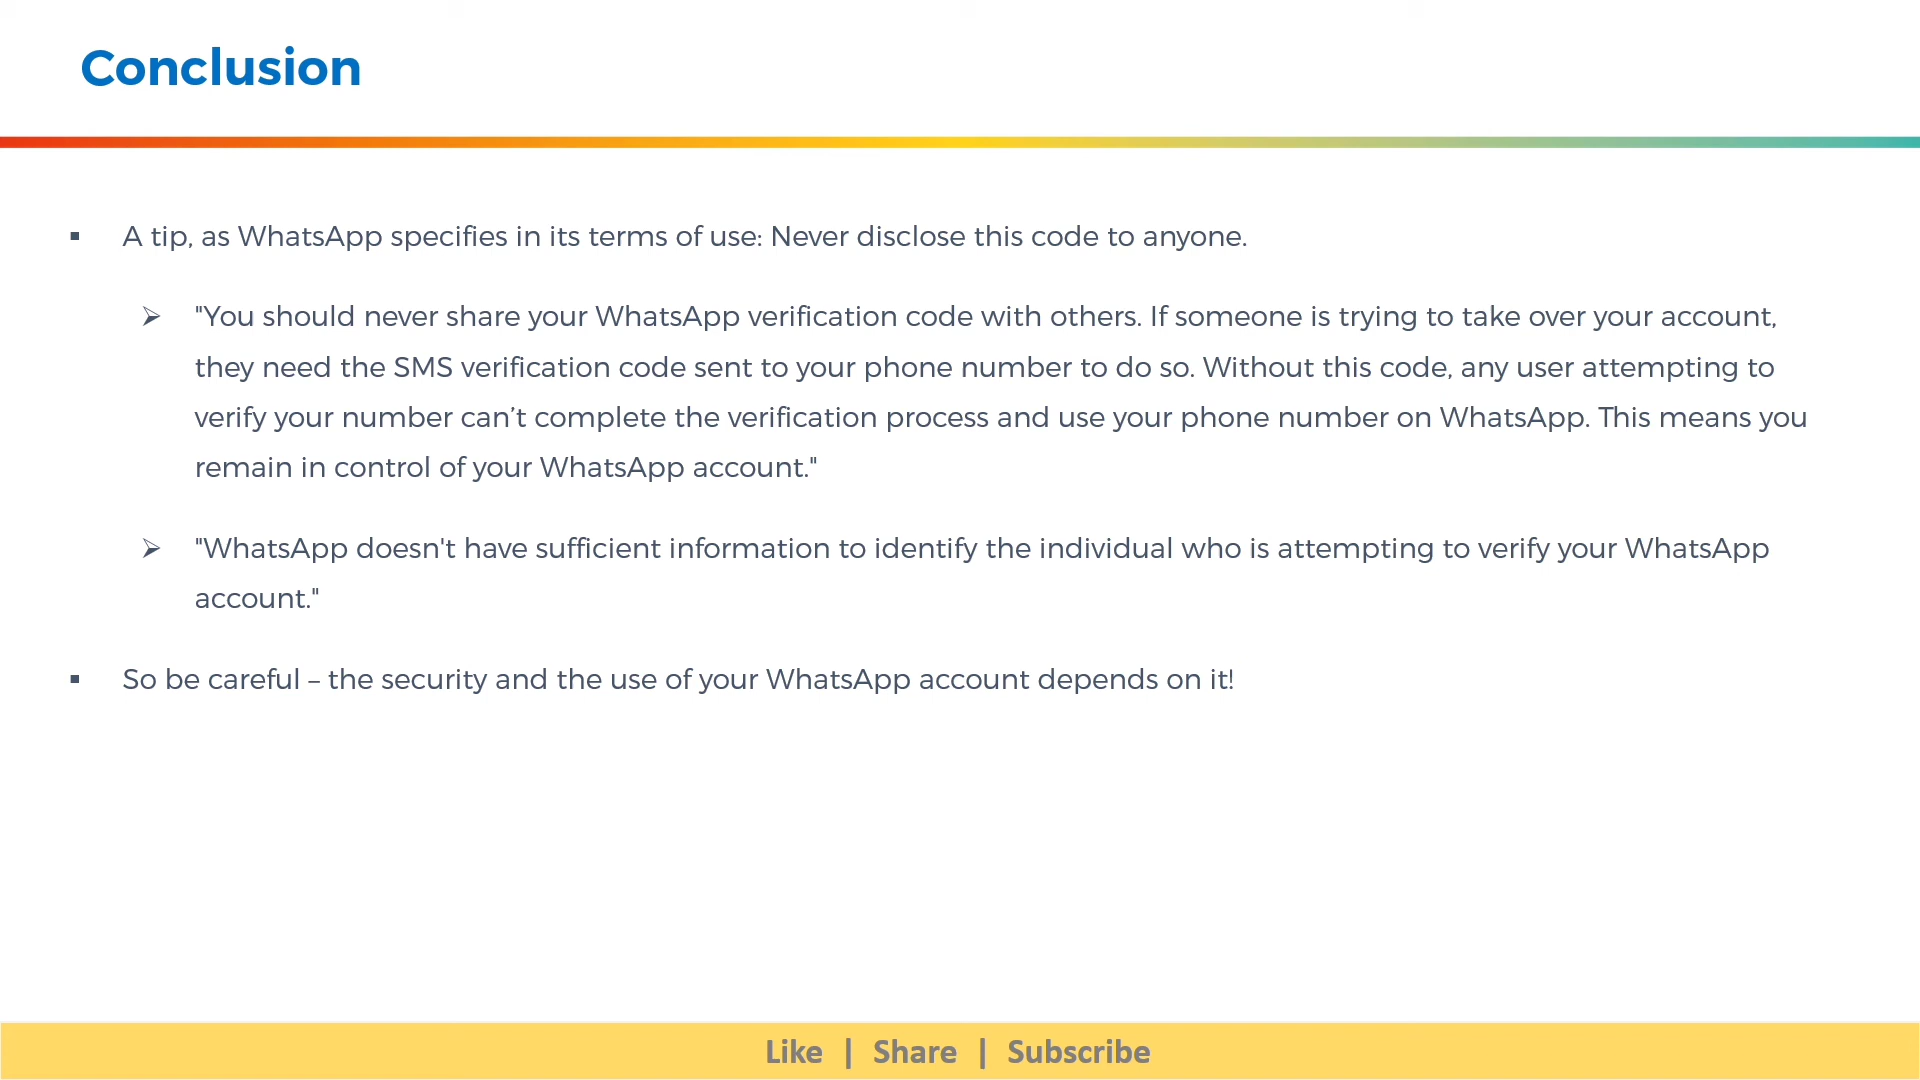 Conclusion
▪ A tip, as WhatsApp specifies in its terms of use: Never disclose this code to anyone.
➢ "You should never share your WhatsApp verification code with others. If someone is trying to take over your account,
they need the SMS verification code sent to your phone number to do so. Without this code, any user attempting to
verify your number can’t complete the verification process and use your phone number on WhatsApp. This means you
remain in control of your WhatsApp account."
➢ "WhatsApp doesn't have sufficient information to identify the individual who is attempting to verify your WhatsApp
account."
▪ So be careful – the security and the use of your WhatsApp account depends on it!
Like | Share | Subscribe